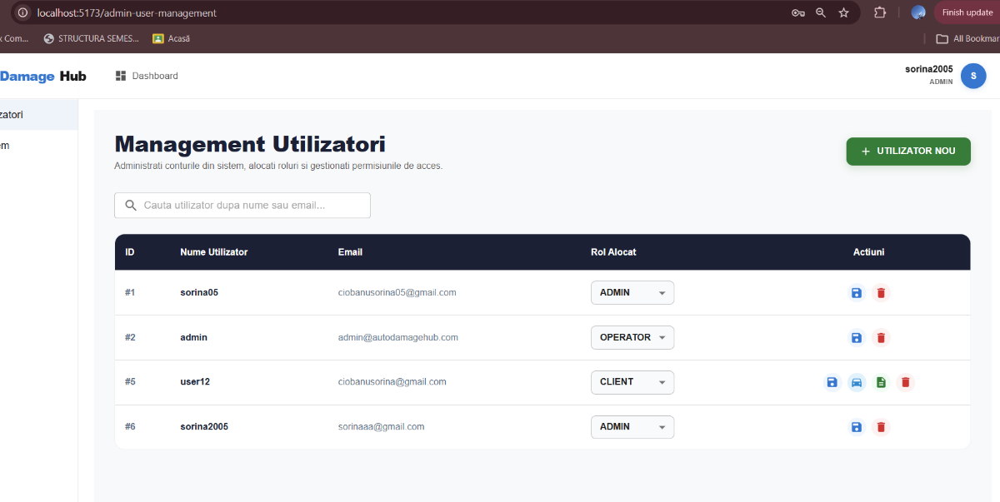 localhost:5173/admin-user-management
Finish update
Com...
STRUCTURA SEMES...
Acasă
All Bookmar
Damage Hub
Dashboard
sorina2005
ADMIN
S
zatori
em
Management Utilizatori
Administrati conturile din sistem, alocati roluri si gestionati permisiunile de acces.
+ UTILIZATOR NOU
Cauta utilizator dupa nume sau email...
ID Nume Utilizator Email Rol Alocat Actiuni
#1 sorina05 ciobanusorina05@gmail.com ADMIN
#2 admin admin@autodamagehub.com OPERATOR
#5 user12 ciobanusorina@gmail.com CLIENT
#6 sorina2005 sorinaaa@gmail.com ADMIN